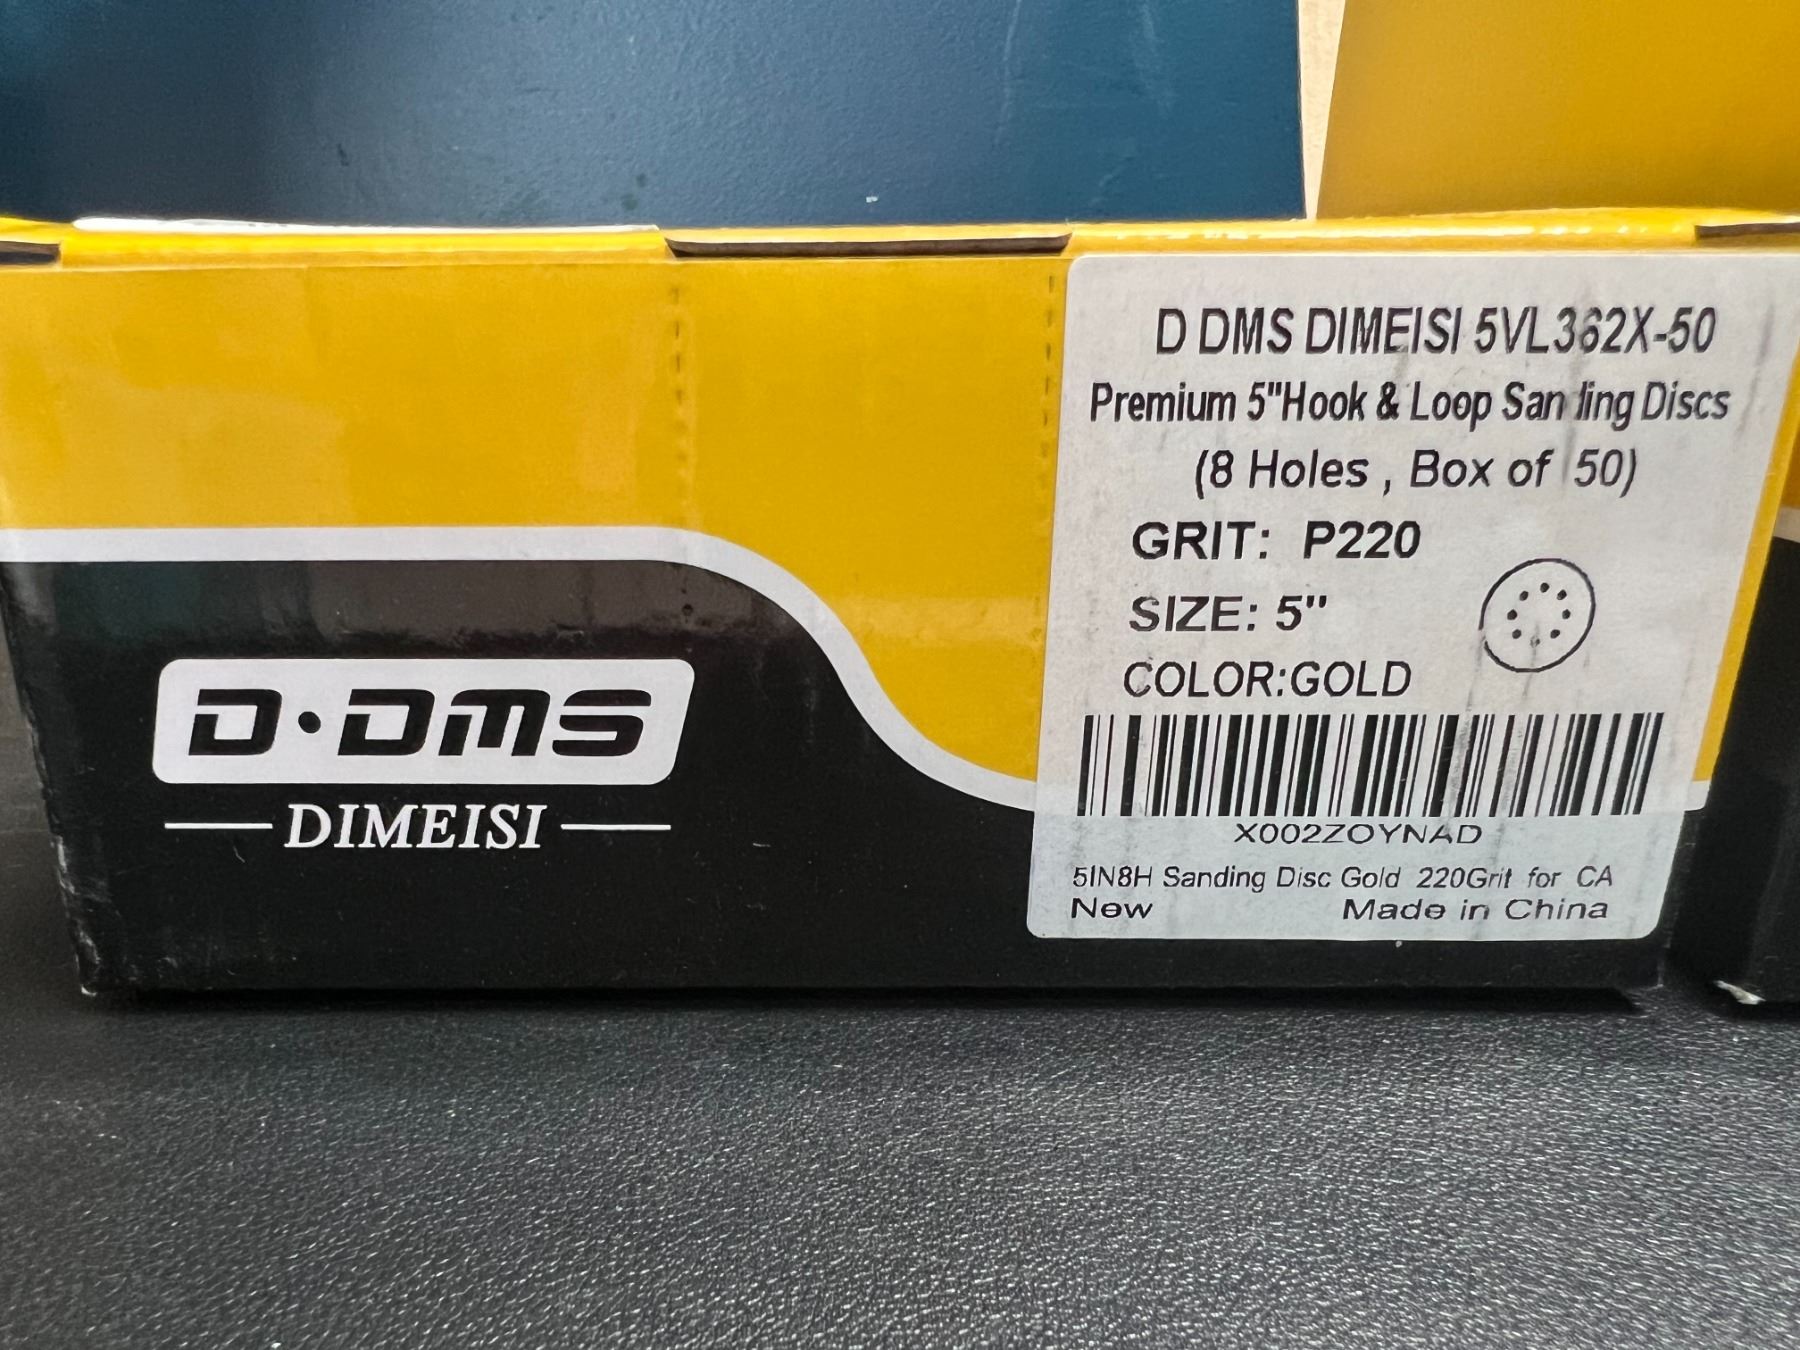 D DMS DIMEISI 5VL362X-50
Premium 5"Hook & Loop Sanding Discs
(8 Holes , Box of 50)
GRIT: P220
SIZE: 5"
COLOR:GOLD
X002ZOYNAD
5IN8H Sanding Disc Gold 220Grit for CA
New Made in China
D·DMS
DIMEISI